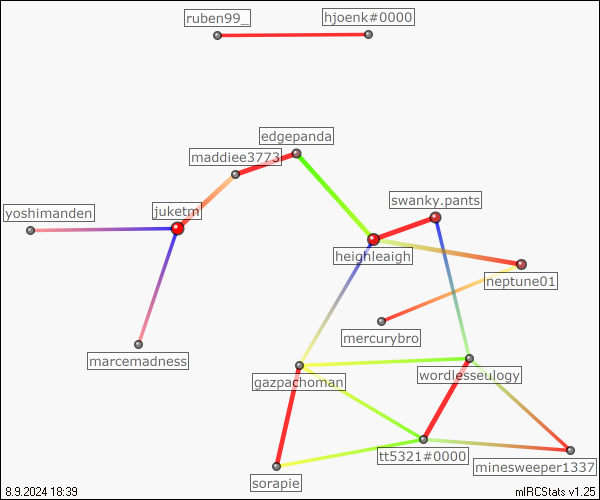 ruben99_
hjoenk#0000
edgepanda
maddiee3773
swanky.pants
yoshimanden
juketm
heighleaigh
neptune01
mercurybro
marcemadness
gazpachoman
wordlesseulogy
tt5321#0000
minesweeper1337
sorapie
8.9.2024 18:39
mIRCStats v1.25